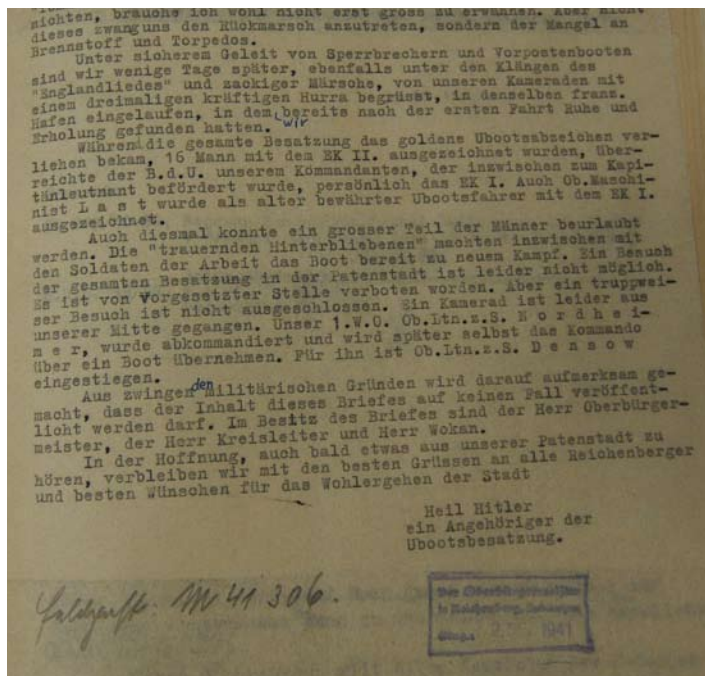 nichten, brauche ich wohl nicht erst gross zu erwähnen. Aber nicht
dieses zwang uns den Rückmarsch anzutreten, sondern der Mangel an
Brennstoff und Torpedos.
Unter sicherem Geleit von Sperrbrechern und Vorpostenbooten
sind wir wenige Tage später, ebenfalls unter den Klängen des
"Englandliedes" und zackiger Märsche, von unseren Kameraden mit
einem dreimaligen kräftigen Hurra begrüsst, in denselben franz.
Hafen eingelaufen, in dem wir bereits nach der ersten Fahrt Ruhe und
Erholung gefunden hatten.
Während die gesamte Besatzung das goldene Ubootsabzeichen ver-
liehen bekam, 16 Mann mit dem EK II. ausgezeichnet wurden, über-
reichte der B.d.U. unserem Kommandanten, der inzwischen zum Kapi-
tänleutnant befördert wurde, persönlich das EK I. Auch Ob.Maschi-
nist L a s t wurde als alter bewährter Ubootsfahrer mit dem EK I.
ausgezeichnet.
Auch diesmal konnte ein grosser Teil der Männer beurlaubt
werden. Die "trauernden Hinterbliebenen" machten inzwischen mit
den Soldaten der Arbeit das Boot bereit zu neuem Kampf. Ein Besuch
der gesamten Besatzung in der Patenstadt ist leider nicht möglich.
Es ist von Vorgesetzter Stelle verboten worden. Aber ein truppwei-
ser Besuch ist nicht ausgeschlossen. Ein Kamerad ist leider aus
unserer Mitte gegangen. Unser 1.W.O. Ob.Ltn.z.S. N o r d h e i-
m e r, wurde abkommandiert und wird später selbst das Kommando
über ein Boot übernehmen. Für ihn ist Ob.Ltn.z.S. D e n s o w
eingestiegen.
Aus zwingenden militärischen Gründen wird darauf aufmerksam ge-
macht, dass der Inhalt dieses Briefes auf keinen Fall veröffent-
licht werden darf. Im Besitz des Briefes sind der Herr Oberbürger-
meister, der Herr Kreisleiter und Herr Wokan.
In der Hoffnung, auch bald etwas aus unserer Patenstadt zu
hören, verbleiben wir mit den besten Grüssen an alle Reichenberger
und besten Wünschen für das Wohlergehen der Stadt
Heil Hitler
ein Angehöriger der
Ubootsbesatzung.
Feldpost: M 41 306.
Der Oberbürgermeister
in Reichenberg,
Eing.: 1941